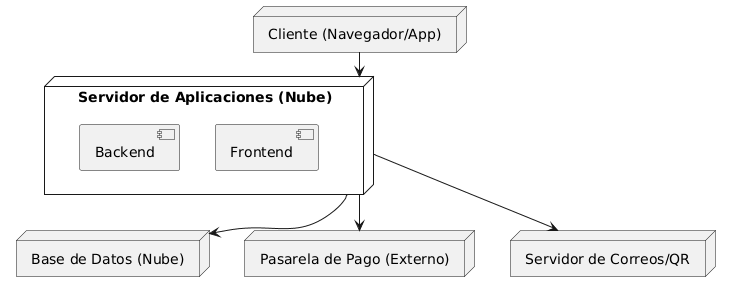 Cliente (Navegador/App)
Servidor de Aplicaciones (Nube)
Backend
Frontend
Base de Datos (Nube)
Pasarela de Pago (Externo)
Servidor de Correos/QR